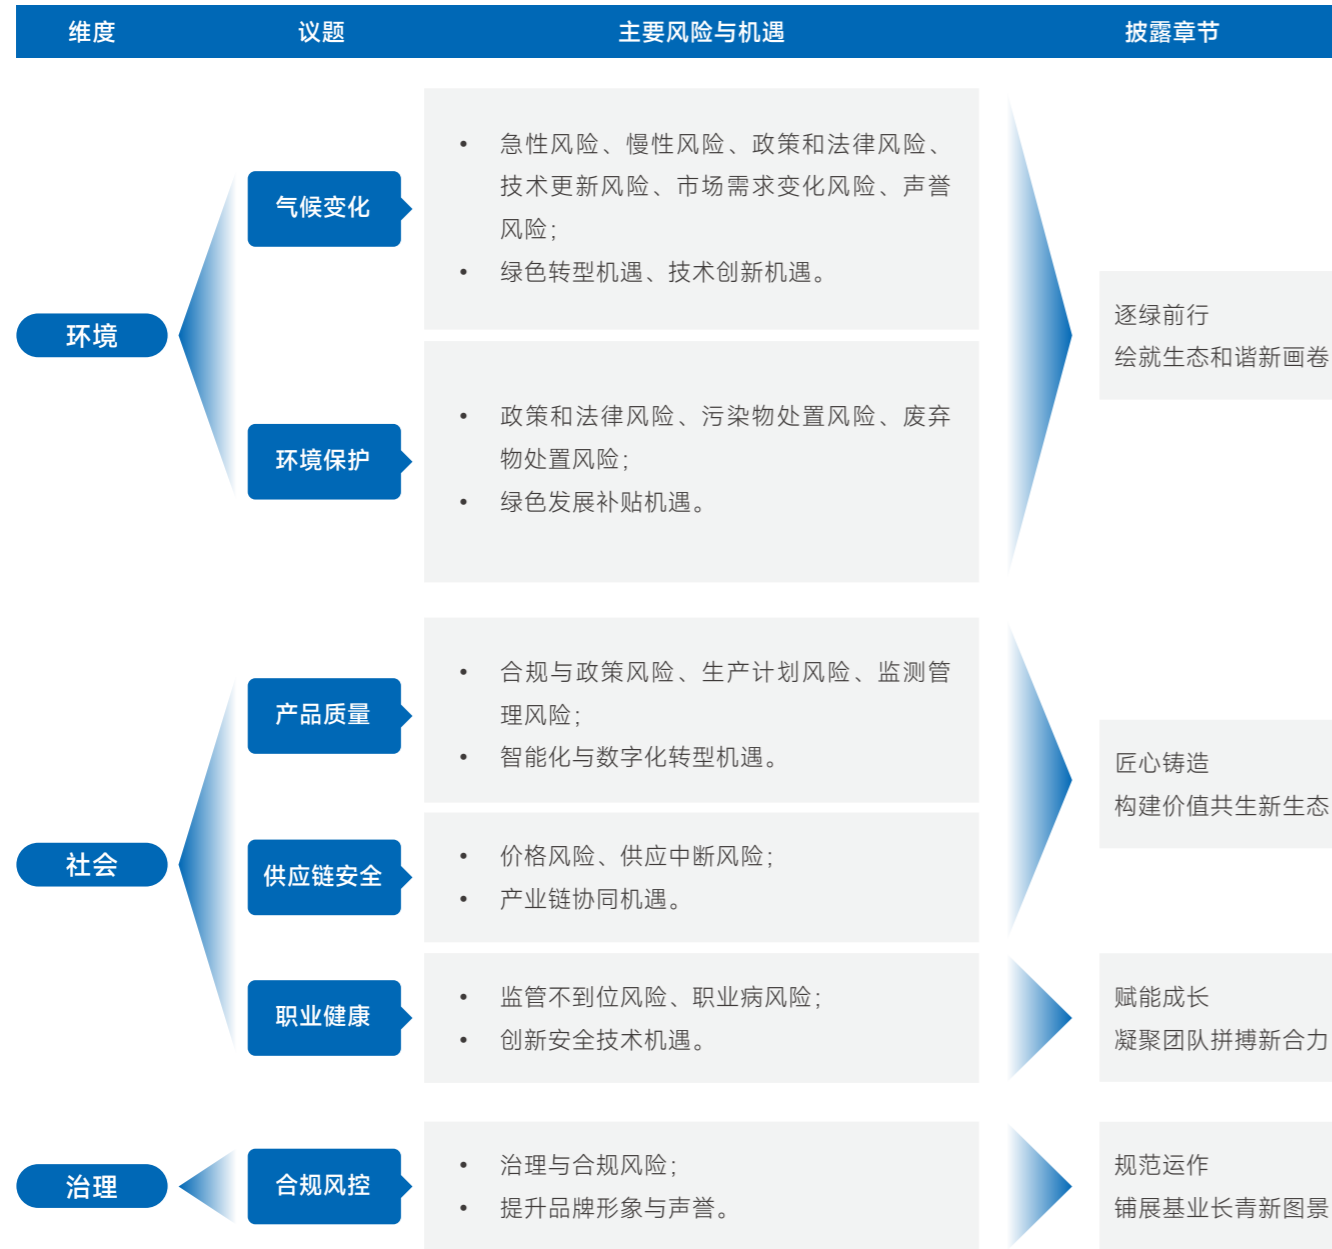 维度 议题 主要风险与机遇 披露章节
环境
气候变化
• 急性风险、慢性风险、政策和法律风险、
技术更新风险、市场需求变化风险、声誉
风险；
• 绿色转型机遇、技术创新机遇。
环境保护
• 政策和法律风险、污染物处置风险、废弃
物处置风险；
• 绿色发展补贴机遇。
逐绿前行
绘就生态和谐新画卷
社会
产品质量
• 合规与政策风险、生产计划风险、监测管
理风险；
• 智能化与数字化转型机遇。
供应链安全
• 价格风险、供应中断风险；
• 产业链协同机遇。
匠心铸造
构建价值共生新生态
职业健康
• 监管不到位风险、职业病风险；
• 创新安全技术机遇。
赋能成长
凝聚团队拼搏新合力
治理
合规风控
• 治理与合规风险；
• 提升品牌形象与声誉。
规范运作
铺展基业长青新图景